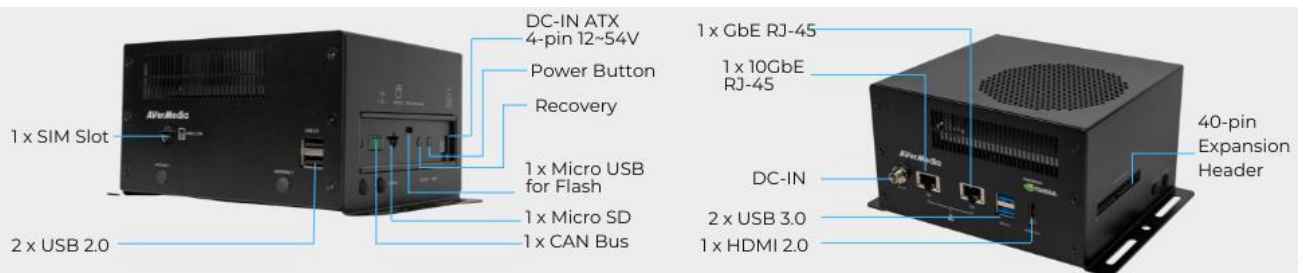 DC-IN ATX
4-pin 12~54V
Power Button
Recovery
1 x SIM Slot
1 x Micro USB
for Flash
1 x Micro SD
1 x CAN Bus
2 x USB 2.0
AVerMedia
1 x GbE RJ-45
1 x 10GbE
RJ-45
DC-IN
2 x USB 3.0
1 x HDMI 2.0
40-pin
Expansion
Header
AVerMedia
NVIDIA